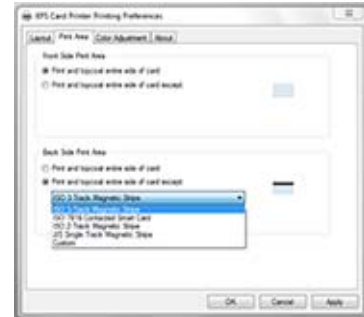 XPS Card Printer Printing Preferences
Layout Print Area Color Adjustment About
Front Side Print Area
Print and topcoat entire side of card
Print and topcoat entire side of card except
Back Side Print Area
Print and topcoat entire side of card
Print and topcoat entire side of card except
ISO 3 Track Magnetic Stripe
ISO 3 Track Magnetic Stripe
ISO 7816 Contacted Smart Card
ISO 2 Track Magnetic Stripe
JIS Single Track Magnetic Stripe
Custom
OK Cancel Apply